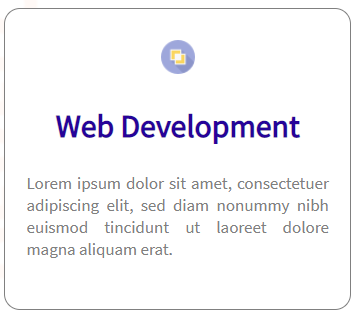 Web Development
Lorem ipsum dolor sit amet, consectetuer
adipiscing elit, sed diam nonummy nibh
euismod tincidunt ut laoreet dolore
magna aliquam erat.